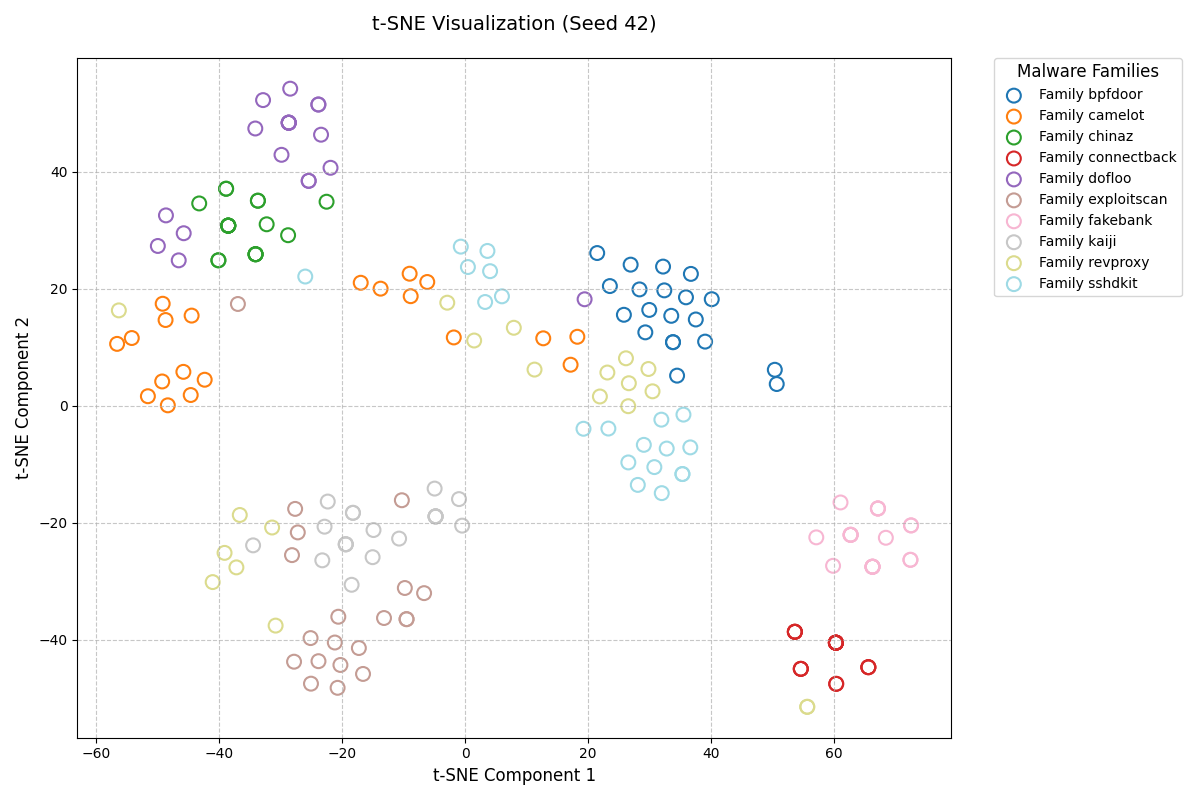 t-SNE Visualization (Seed 42)
Malware Families
Family bpfdoor
Family camelot
Family chinaz
Family connectback
Family dofloo
Family exploitscan
Family fakebank
Family kaiji
Family revproxy
Family sshdkit
t-SNE Component 2
40
20
0
−20
−40
−60
−40
−20
0
20
40
60
t-SNE Component 1